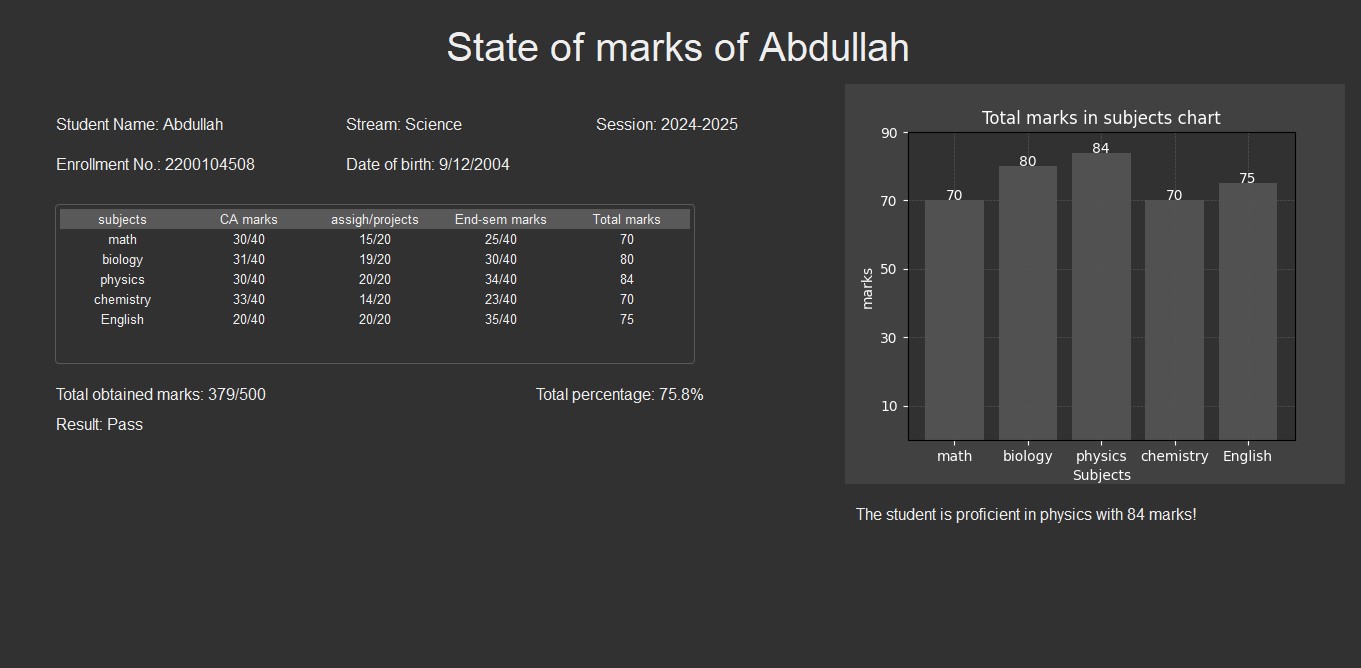 State of marks of Abdullah
Student Name: Abdullah Stream: Science Session: 2024-2025
Enrollment No.: 2200104508 Date of birth: 9/12/2004
subjects CA marks assigh/projects End-sem marks Total marks
math 30/40 15/20 25/40 70
biology 31/40 19/20 30/40 80
physics 30/40 20/20 34/40 84
chemistry 33/40 14/20 23/40 70
English 20/40 20/20 35/40 75
Total obtained marks: 379/500 Total percentage: 75.8%
Result: Pass
Total marks in subjects chart
90
70
50
30
10
marks
70 80 84 70 75
math biology physics chemistry English
Subjects
The student is proficient in physics with 84 marks!